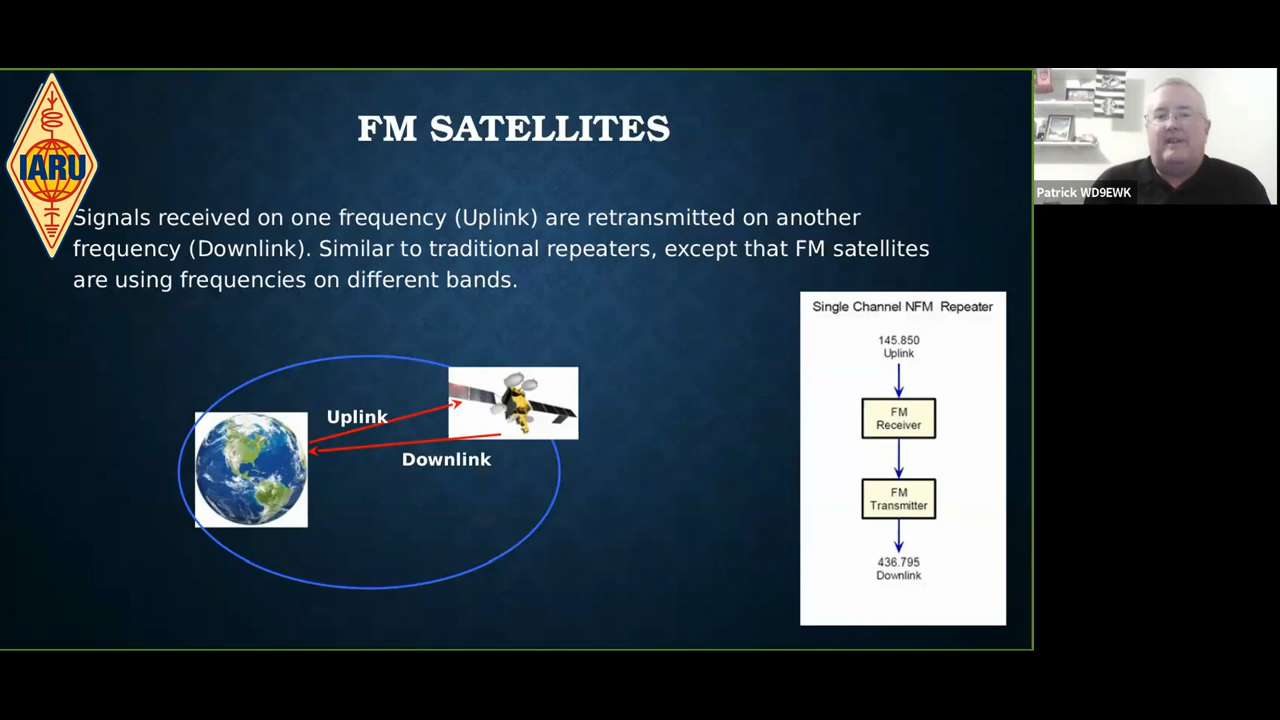 FM SATELLITES
IARU
Signals received on one frequency (Uplink) are retransmitted on another
frequency (Downlink). Similar to traditional repeaters, except that FM satellites
are using frequencies on different bands.
Uplink
Downlink
Single Channel NFM Repeater
145.850
Uplink
FM
Receiver
FM
Transmitter
436.795
Downlink
Patrick WD9EWK